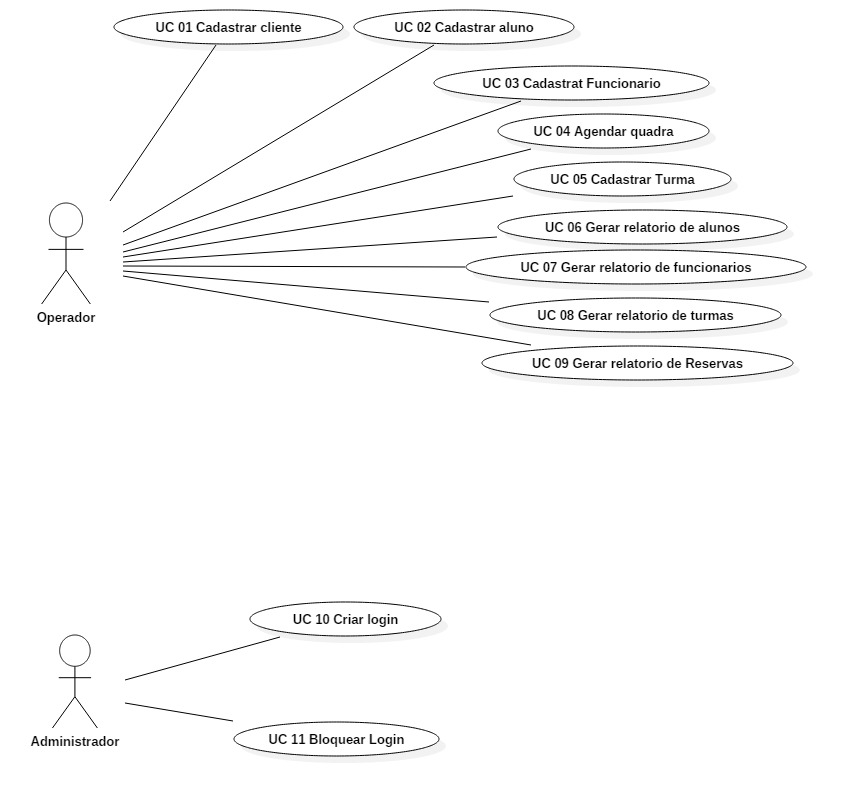 UC 01 Cadastrar cliente
UC 02 Cadastrar aluno
UC 03 Cadastrat Funcionario
UC 04 Agendar quadra
UC 05 Cadastrar Turma
UC 06 Gerar relatorio de alunos
UC 07 Gerar relatorio de funcionarios
UC 08 Gerar relatorio de turmas
UC 09 Gerar relatorio de Reservas
Operador
UC 10 Criar login
UC 11 Bloquear Login
Administrador